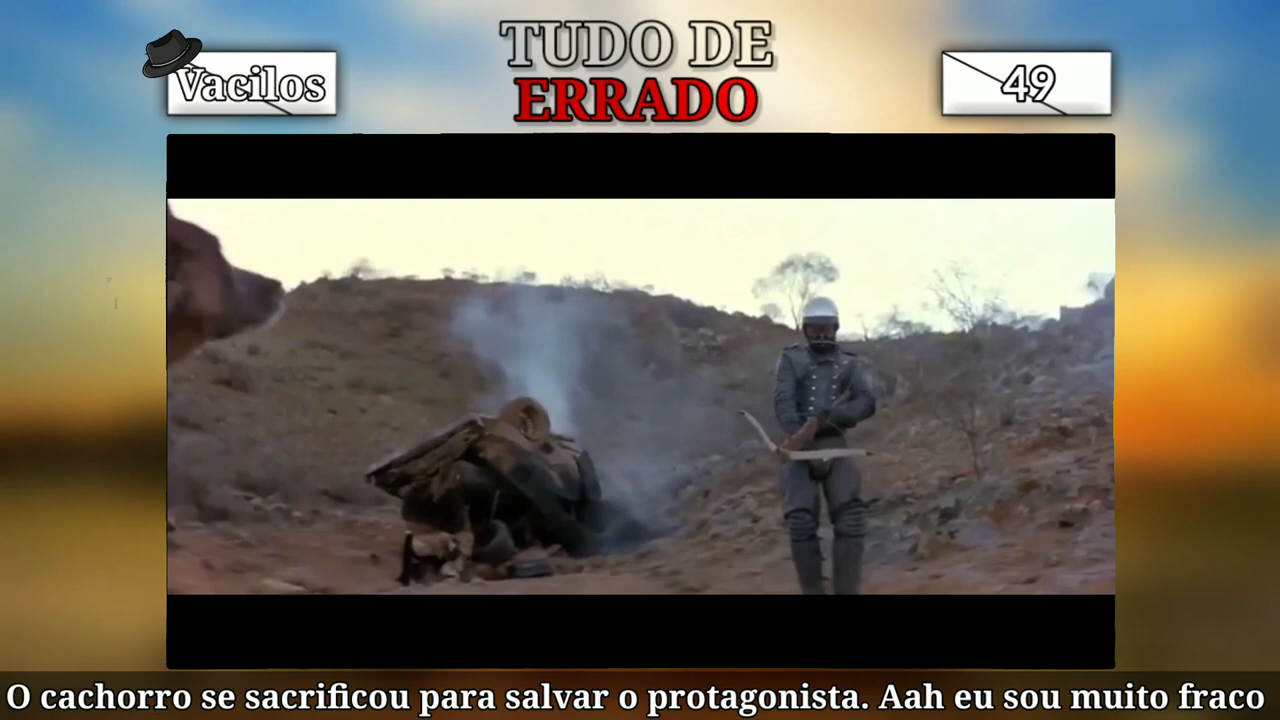 Vacilos
TUDO DE
ERRADO
49
O cachorro se sacrificou para salvar o protagonista. Aah eu sou muito fraco